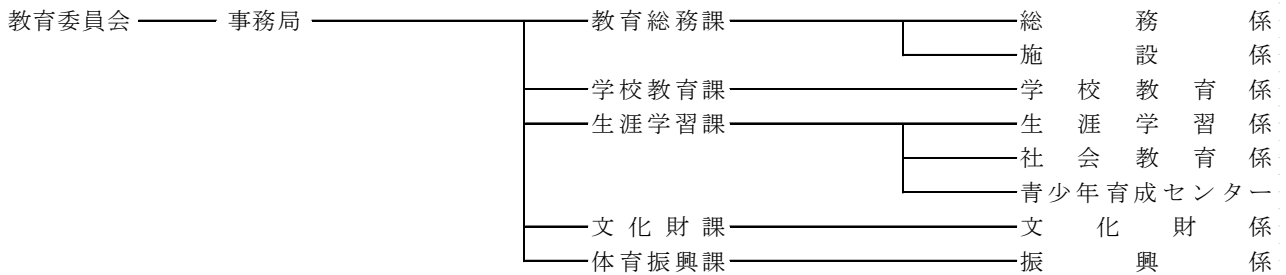 教育委員会 事務局 教育総務課 総務係
施設係
学校教育課 学校教育係
生涯学習課 生涯学習係
社会教育係
青少年育成センター
文化財課 文化財係
体育振興課 振興係